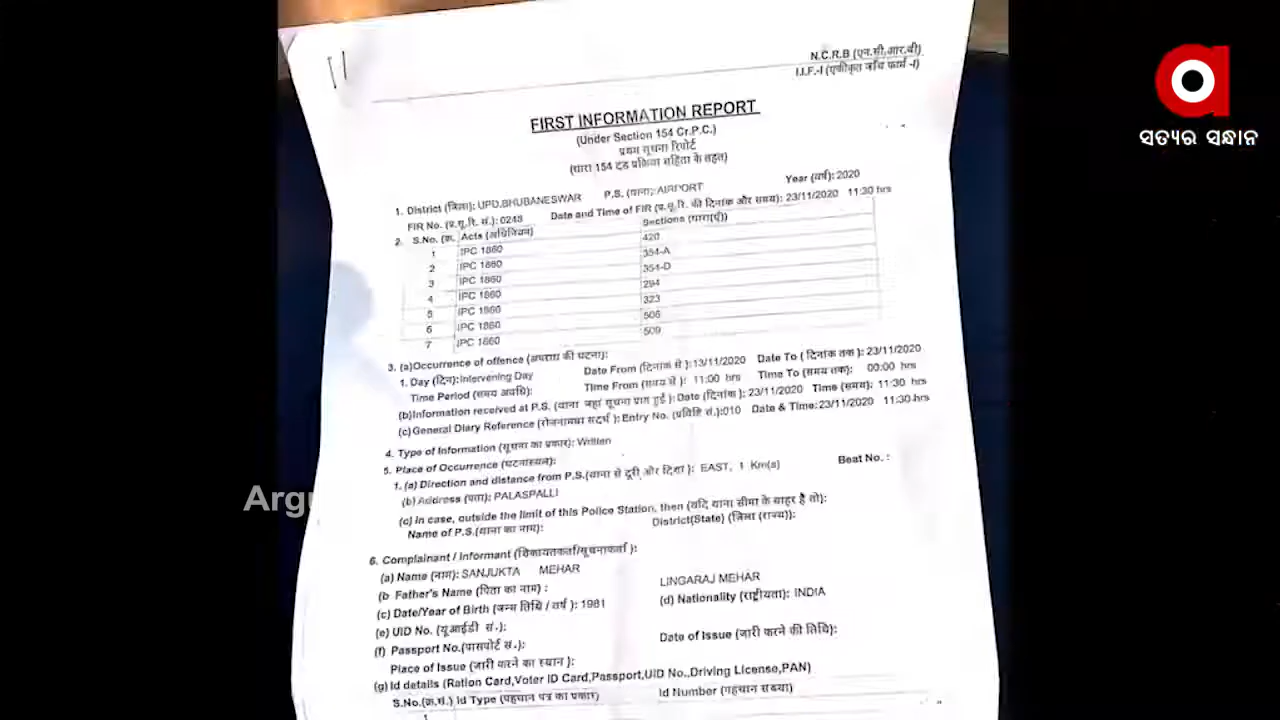 N.C.R.B (एन.सी.आर.बी)
I.I.F.-I (एकीकृत जाँच फार्म -I)
ସତ୍ୟର ସନ୍ଧାନ
FIRST INFORMATION REPORT
(Under Section 154 Cr.P.C.)
प्रथम सूचना रिपोर्ट
(धारा 154 दंड प्रक्रिया संहिता के तहत)
1. District (जिला): UPD,BHUBANESWAR P.S. (थाना): AIRPORT Year (वर्ष): 2020
FIR No. (प्र.सू.रि. सं.): 0248 Date and Time of FIR (प्र.सू.रि. की दिनांक और समय): 23/11/2020 11:30 hrs
2. S.No. (क्र. Acts (अधिनियम) Sections (धारा(एँ))
1 IPC 1860 420
2 IPC 1860 354-A
3 IPC 1860 354-D
4 IPC 1860 294
5 IPC 1860 323
6 IPC 1860 506
7 IPC 1860 509
3. (a)Occurrence of offence (अपराध की घटना):
1. Day (दिन):Intervening Day Date From (दिनांक से ):13/11/2020 Date To ( दिनांक तक ): 23/11/2020
Time Period (समय अवधि): Time From (समय से ): 11:00 hrs Time To (समय तक): 00:00 hrs
(b)Information received at P.S. (थाना जहां सूचना प्राप्त हुई ): Date (दिनांक ): 23/11/2020 Time (समय): 11:30 hrs
(c) General Diary Reference (रोजनामचा संदर्भ ): Entry No. (प्रविष्टि सं.):010 Date & Time:23/11/2020 11:30 hrs
4. Type of Information (सूचना का प्रकार): Written
5. Place of Occurrence (घटनास्थल):
1. (a) Direction and distance from P.S.(थाना से दूरी और दिशा ): EAST, 1 Km(s) Beat No. :
(b) Address (पता): PALASPALLI
Argu
(c) In case, outside the limit of this Police Station, then (यदि थाना सीमा के बाहर है तो):
Name of P.S.(थाना का नाम): District(State) (जिला (राज्य)):
6. Complainant / Informant (शिकायतकर्ता/सूचनाकर्ता ):
(a) Name (नाम): SANJUKTA MEHAR
(b Father's Name (पिता का नाम) : LINGARAJ MEHAR
(c) Date/Year of Birth (जन्म तिथि / वर्ष ): 1981 (d) Nationality (राष्ट्रीयता): INDIA
(e) UID No. (यूआईडी सं.):
(f) Passport No.(पासपोर्ट सं.): Date of Issue (जारी करने की तिथि):
Place of Issue (जारी करने का स्थान ):
(g) Id details (Ration Card,Voter ID Card,Passport,UID No.,Driving License,PAN)
S.No.(क्र.सं.) Id Type (पहचान पत्र का प्रकार) Id Number (पहचान संख्या)
1